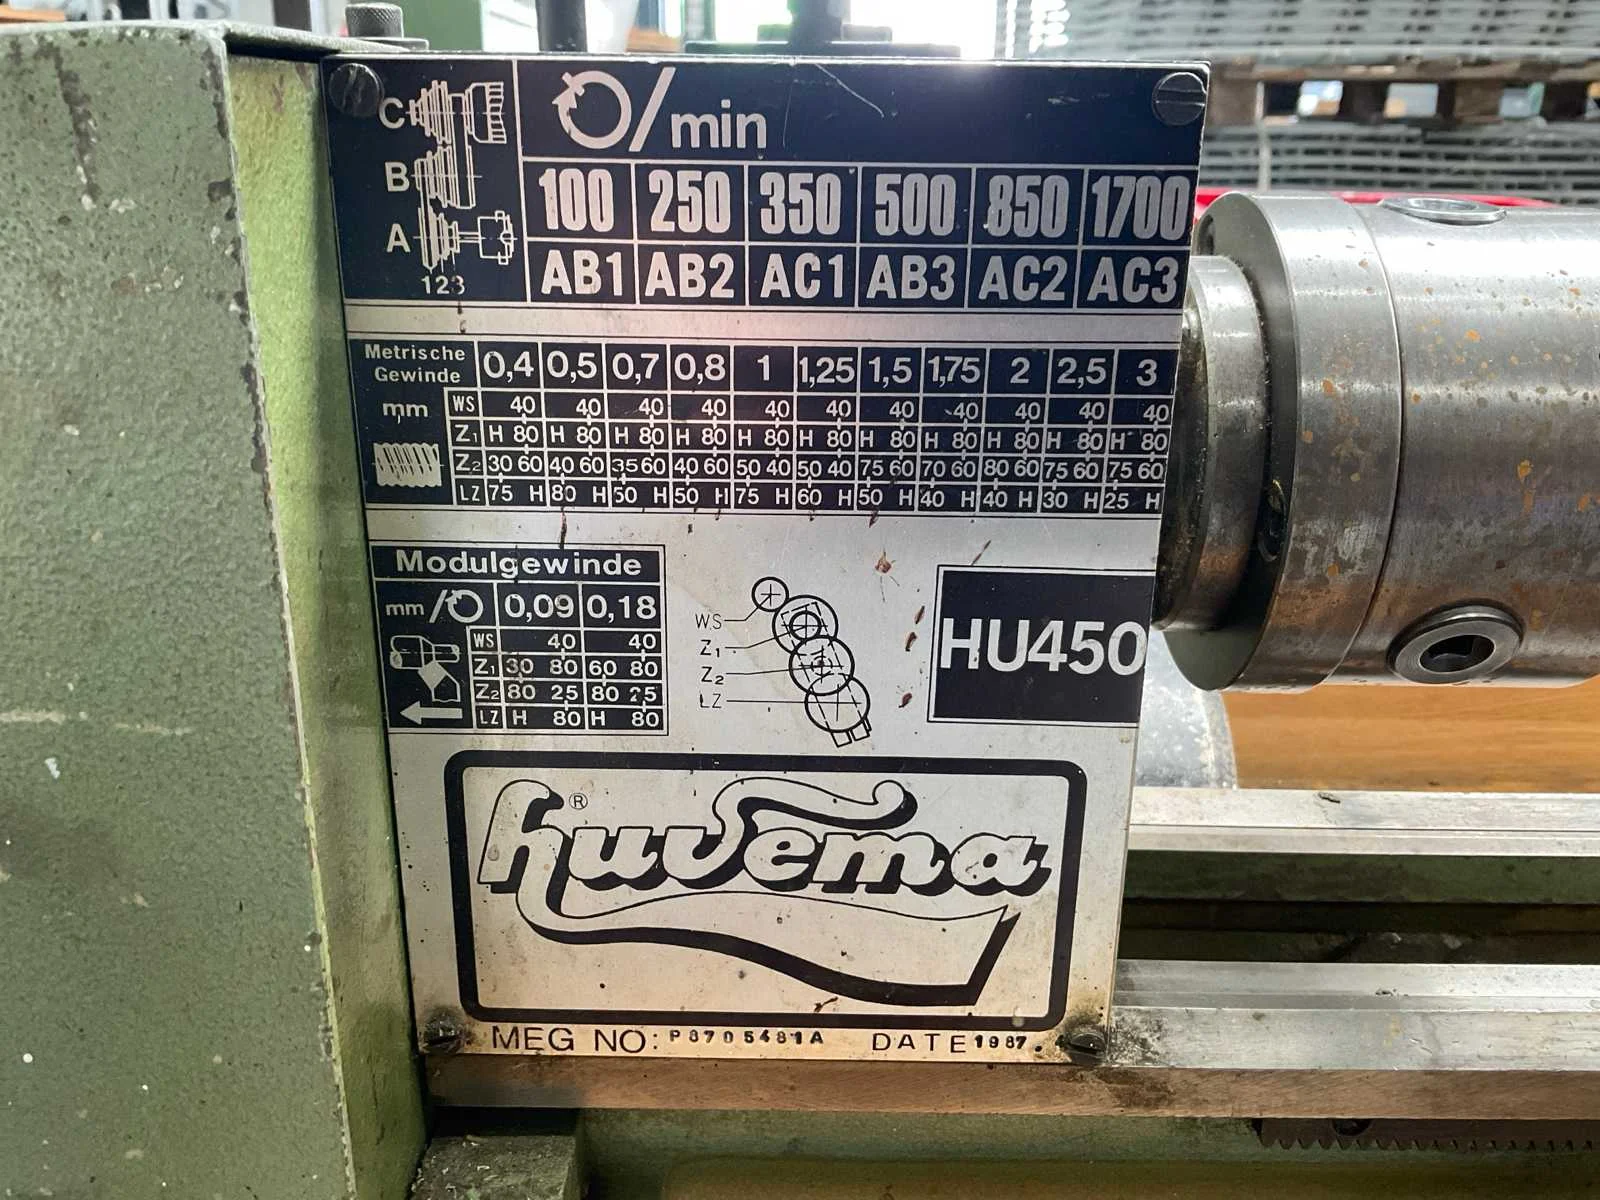 C
B
A
123
/min
100 250 350 500 850 1700
AB1 AB2 AC1 AB3 AC2 AC3
Metrische Gewinde 0,4 0,5 0,7 0,8 1 1,25 1,5 1,75 2 2,5 3
mm
WS 40 40 40 40 40 40 40 40 40 40 40
Z1 H 80 H 80 H 80 H 80 H 80 H 80 H 80 H 80 H 80 H 80 H 80
Z2 30 60 40 60 35 60 40 60 50 40 50 40 75 60 70 60 80 60 75 60 75 60
LZ 75 H 80 H 50 H 50 H 75 H 60 H 50 H 40 H 40 H 30 H 25 H
Modulgewinde
mm/ 0,09 0,18
WS 40 40
Z1 30 80 60 80
Z2 80 25 80 25
LZ H 80 H 80
W.S
Z1
Z2
LZ
HU450
huvema ®
MEG NO: P8705481A DATE 1987.